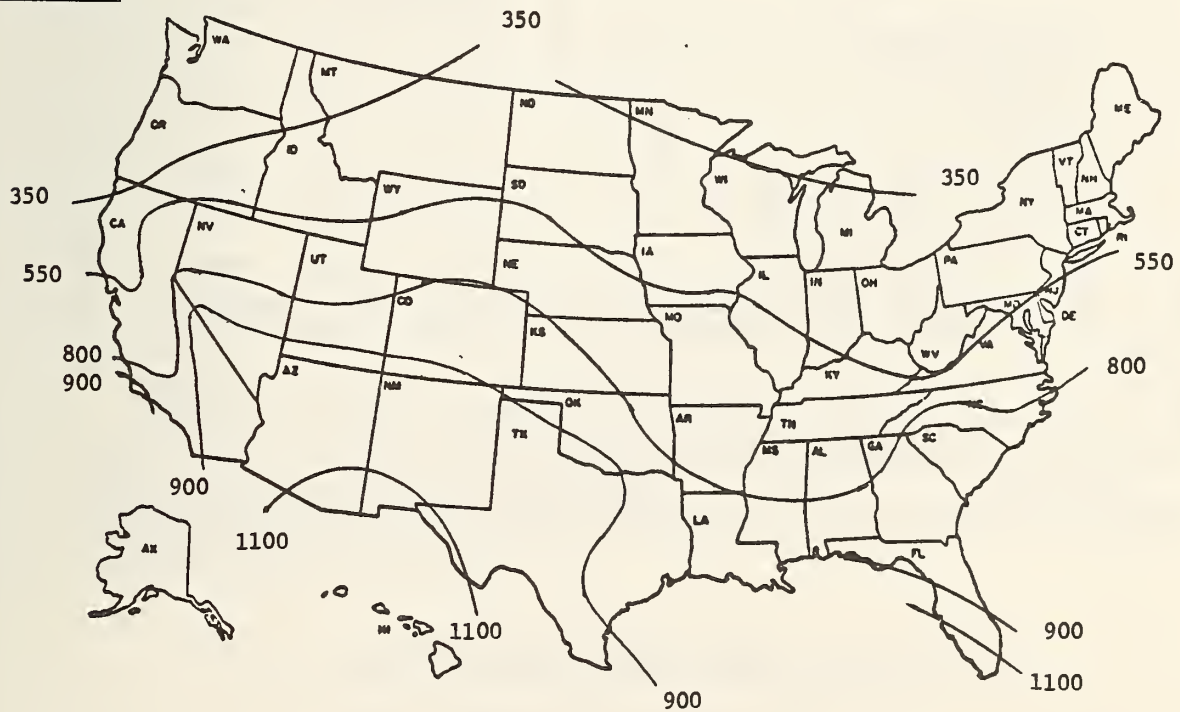 350
WA
MT
ND
MN
ME
OR
ID
VT
NH
WY
SD
WI
350
350
NY
MA
CA
NV
MI
CT
RI
UT
IA
PA
550
NE
IL
IN
OH
550
CO
NJ
MO
MD
DE
KS
WV
VA
800
KY
800
AZ
900
NM
OK
NC
AR
TN
TX
MS
AL
GA
SC
900
LA
1100
AK
FL
HI
1100
900
1100
900